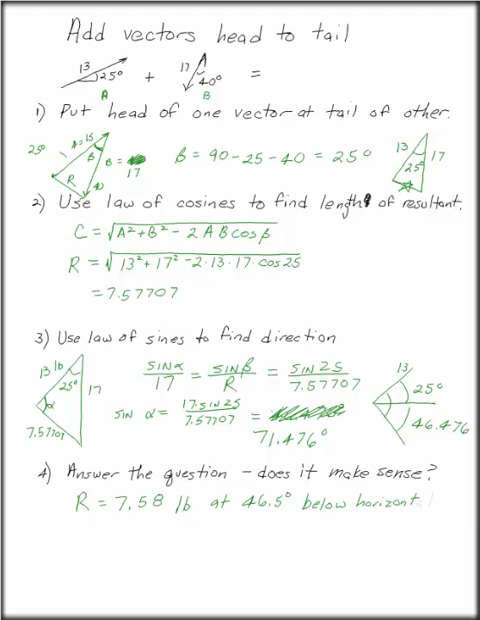 Add vectors head to tail
13 25° + 17 40° =
A B
1) Put head of one vector at tail of other.
25° A=13 B B = 17 R 40 β = 90 - 25 - 40 = 25° 13 17 25°
2) Use law of cosines to find length of resultant.
C = √A² + B² - 2 A B cos β
R = √13² + 17² - 2·13·17·cos 25
= 7.57707
3) Use law of sines to find direction
13 lb 25° 17 α 7.57707
sin α / 17 = sin β / R = sin 25 / 7.57707
sin α = 17·sin 25 / 7.57707 = 71.476°
13 25° 46.476
4) Answer the question - does it make sense?
R = 7.58 lb at 46.5° below horizontal